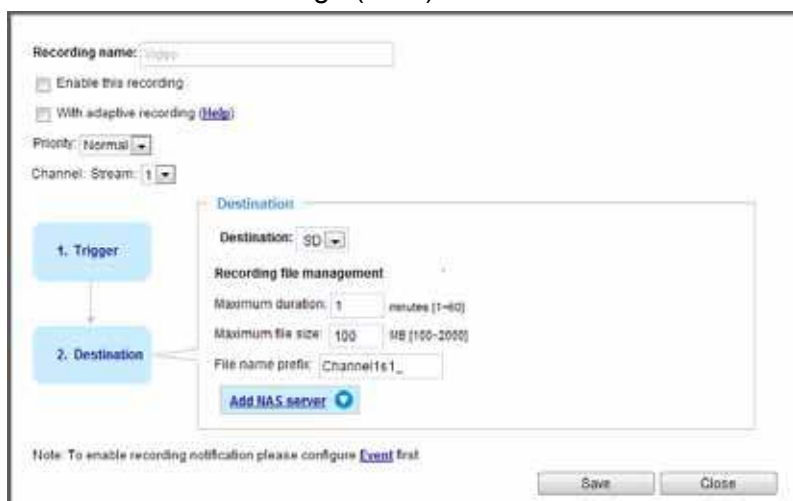 Recording name: Video
Enable this recording
With adaptive recording (Help)
Priority: Normal
Channel: Stream: 1
Destination
1. Trigger
Destination: SD
Recording file management
Maximum duration: 1 minutes [1~60]
Maximum file size: 100 MB [100~2000]
2. Destination
File name prefix: Channel1s1_
Add NAS server
Note: To enable recording notification please configure Event first
Save Close